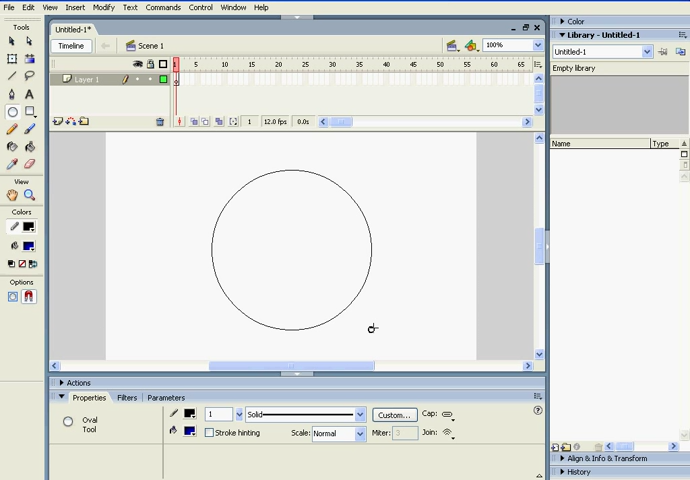 File Edit View Insert Modify Text Commands Control Window Help
Tools
Untitled-1*
Timeline
Scene 1
100%
1 5 10 15 20 25 30 35 40 45 50 55 60 65
Layer 1
1 12.0 fps 0.0s
View
Colors
Options
Color
Library - Untitled-1
Untitled-1
Empty library
Name Type
Actions
Properties Filters Parameters
Oval
Tool
1 Solid Custom... Cap:
Stroke hinting Scale: Normal Miter: 3 Join:
Align & Info & Transform
History